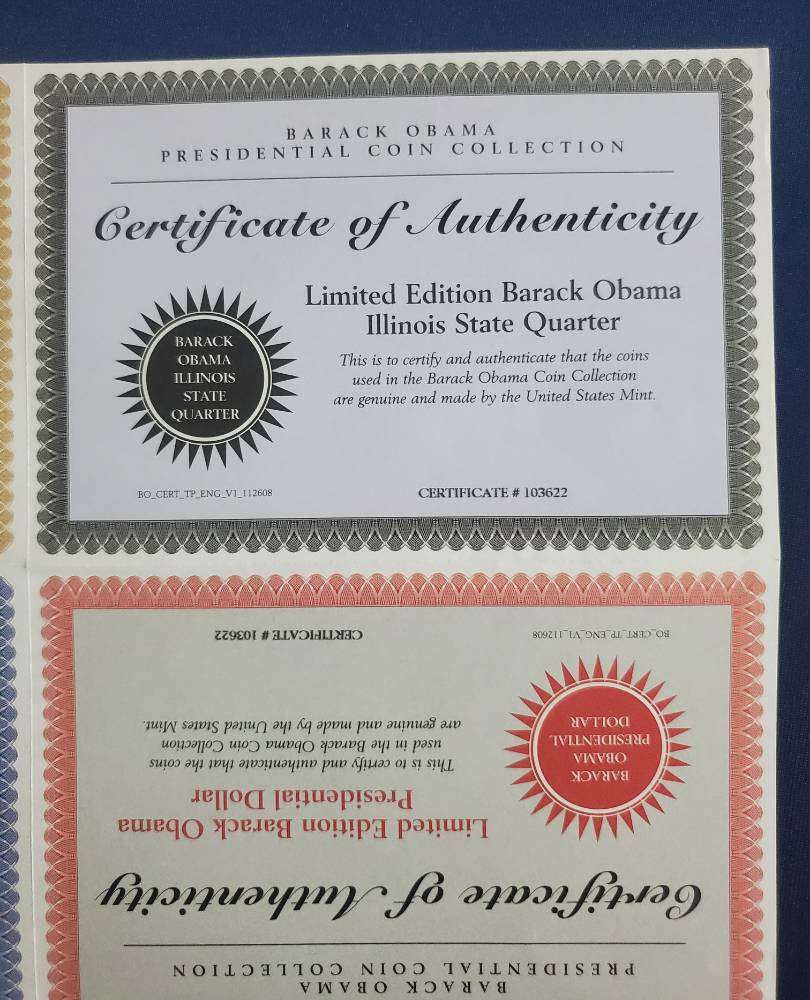 BARACK OBAMA
PRESIDENTIAL COIN COLLECTION
Certificate of Authenticity
Limited Edition Barack Obama
Illinois State Quarter
This is to certify and authenticate that the coins
used in the Barack Obama Coin Collection
are genuine and made by the United States Mint.
BARACK
OBAMA
ILLINOIS
STATE
QUARTER
BO_CERT_TP_ENG_V1_112608
CERTIFICATE # 103622
BARACK OBAMA
PRESIDENTIAL COIN COLLECTION
Certificate of Authenticity
Limited Edition Barack Obama
Presidential Dollar
This is to certify and authenticate that the coins
used in the Barack Obama Coin Collection
are genuine and made by the United States Mint.
BARACK
OBAMA
PRESIDENTIAL
DOLLAR
BO_CERT_TP_ENG_V1_112608
CERTIFICATE # 103622